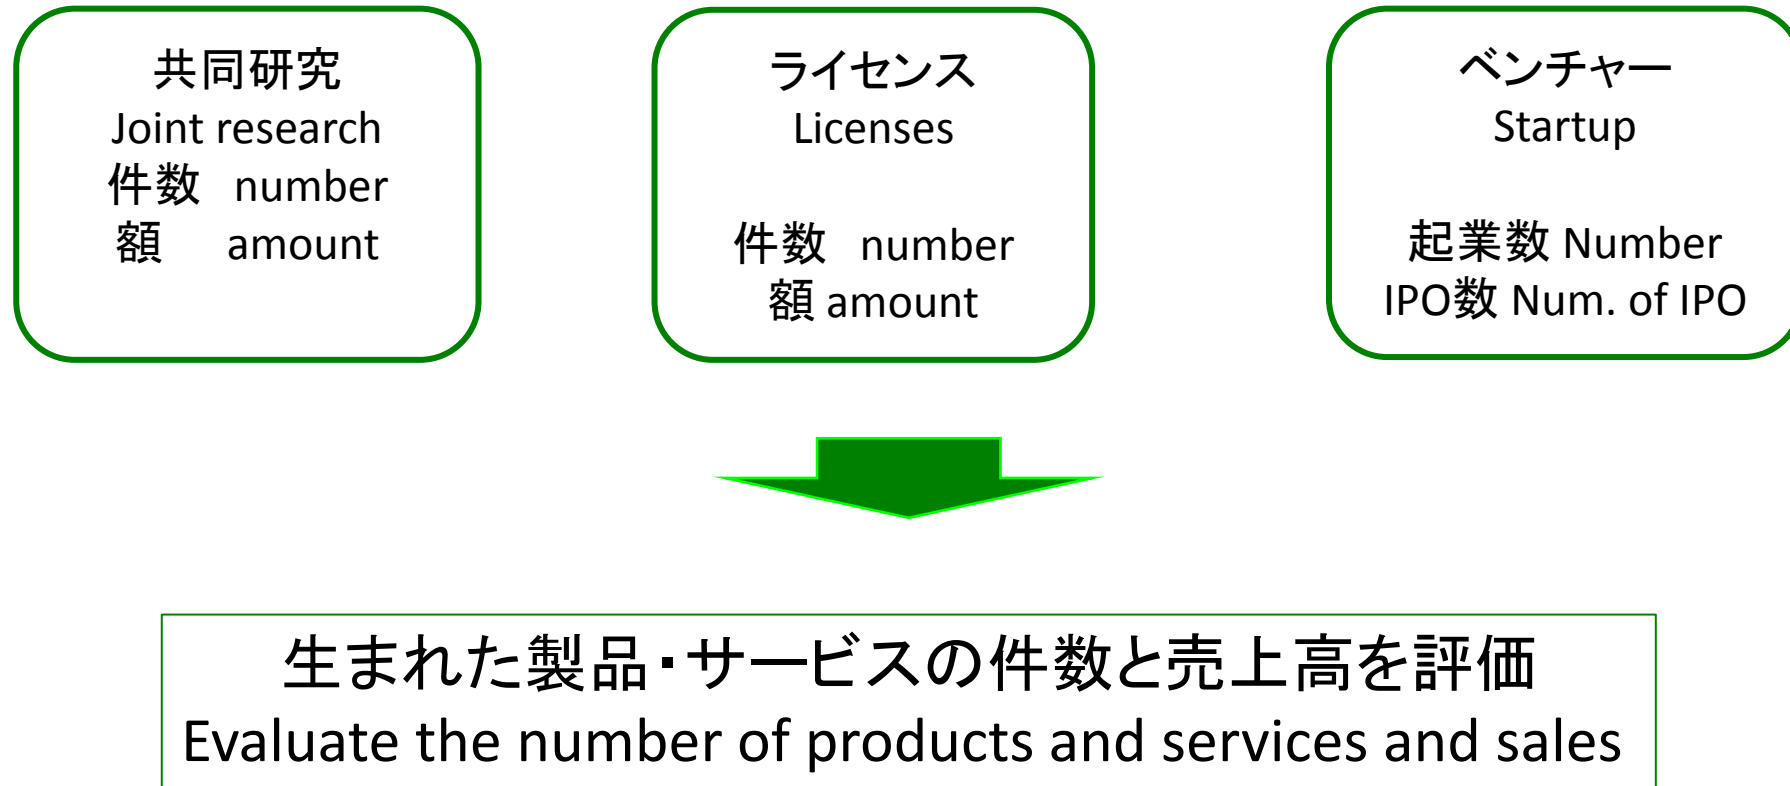 共同研究
Joint research
件数 number
額 amount
ライセンス
Licenses
件数 number
額 amount
ベンチャー
Startup
起業数 Number
IPO数 Num. of IPO
生まれた製品・サービスの件数と売上高を評価
Evaluate the number of products and services and sales